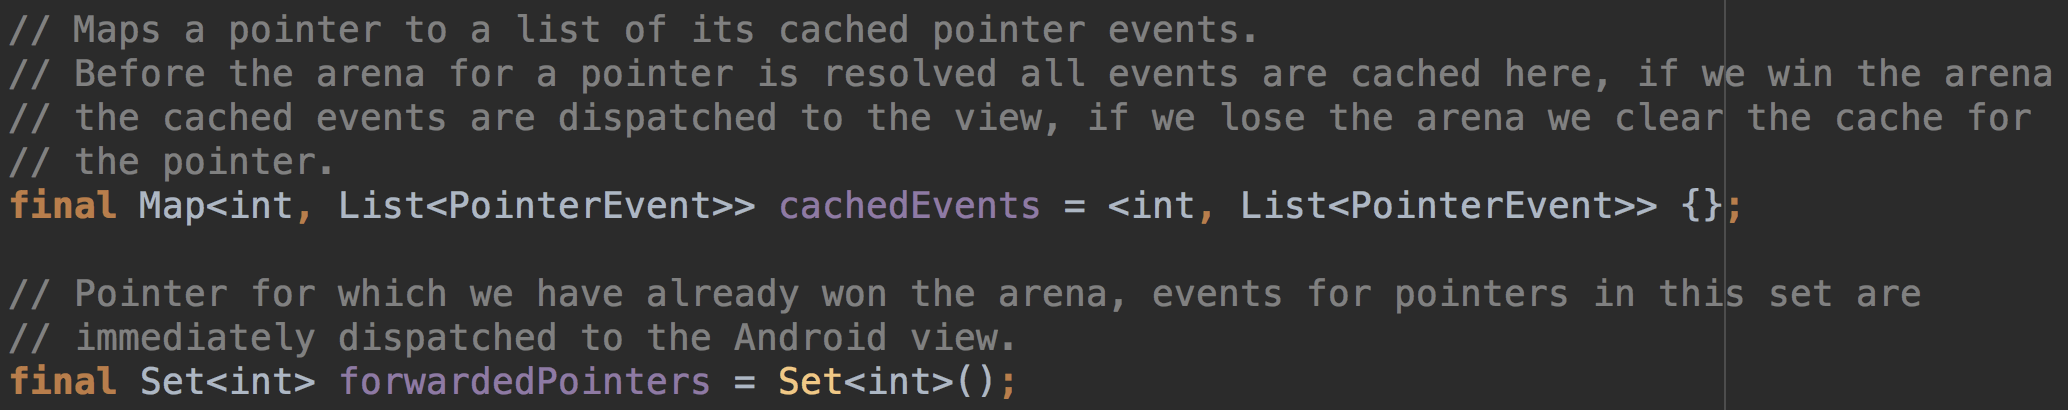 // Maps a pointer to a list of its cached pointer events.
// Before the arena for a pointer is resolved all events are cached here, if we win the arena
// the cached events are dispatched to the view, if we lose the arena we clear the cache for
// the pointer.
final Map<int, List<PointerEvent>> cachedEvents = <int, List<PointerEvent>> {};
// Pointer for which we have already won the arena, events for pointers in this set are
// immediately dispatched to the Android view.
final Set<int> forwardedPointers = Set<int>();